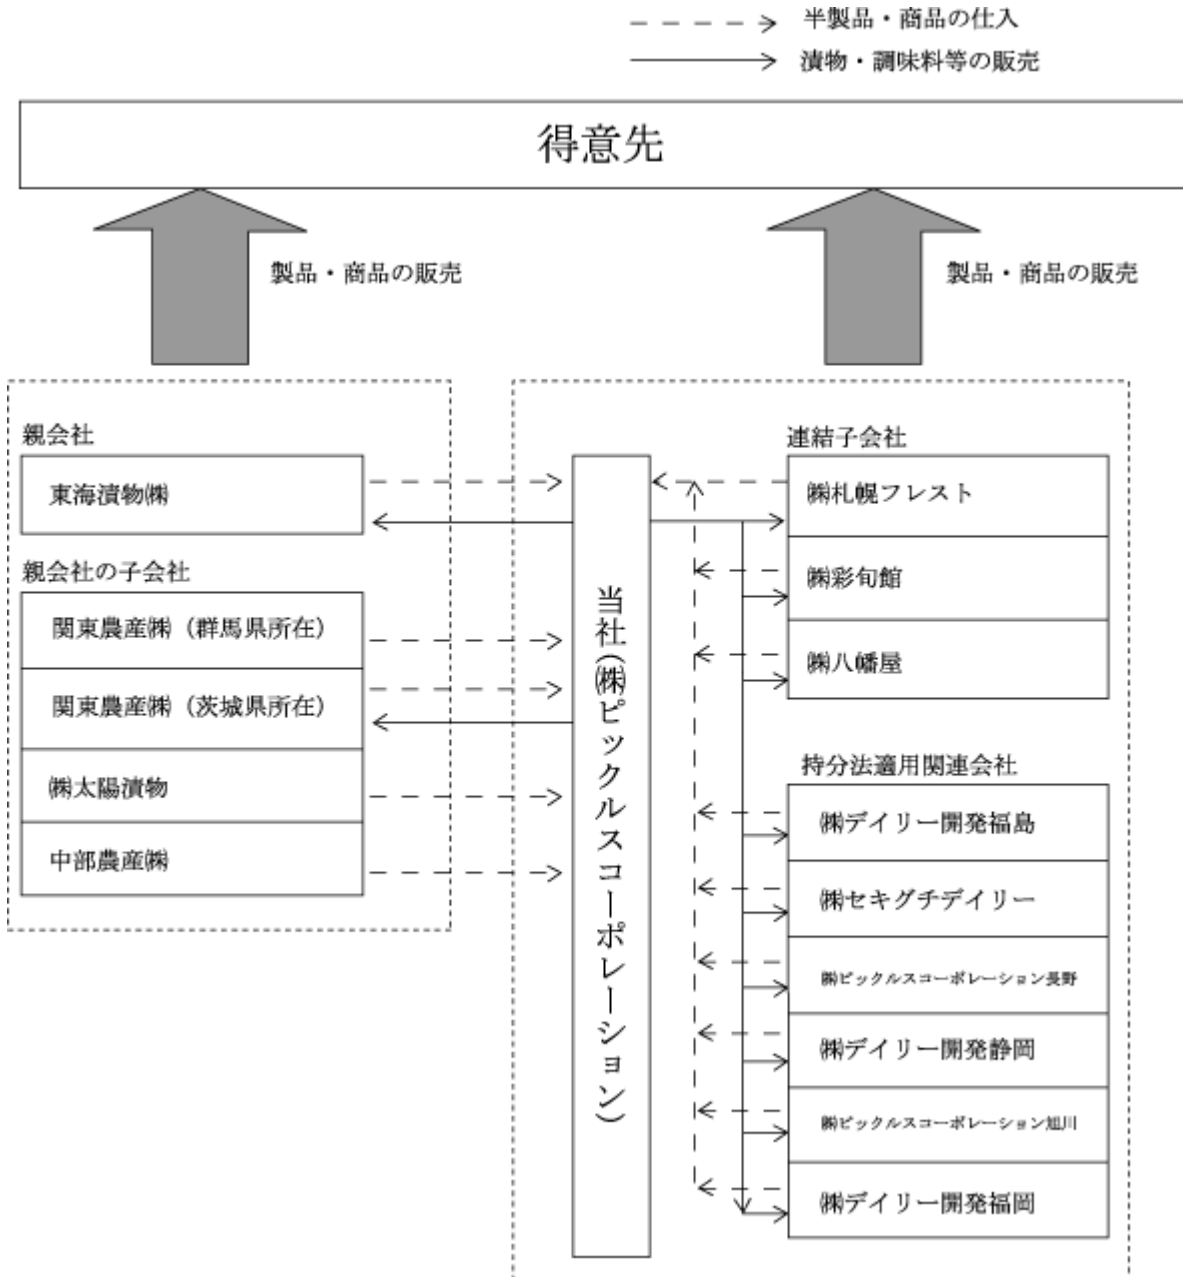 半製品・商品の仕入
漬物・調味料等の販売
得意先
製品・商品の販売
製品・商品の販売
親会社
東海漬物㈱
親会社の子会社
関東農産㈱（群馬県所在）
関東農産㈱（茨城県所在）
㈱太陽漬物
中部農産㈱
当社（㈱ピックルスコーポレーション）
連結子会社
㈱札幌フレスト
㈱彩旬館
㈱八幡屋
持分法適用関連会社
㈱デイリー開発福島
㈱セキグチデイリー
㈱ピックルスコーポレーション長野
㈱デイリー開発静岡
㈱ピックルスコーポレーション旭川
㈱デイリー開発福岡